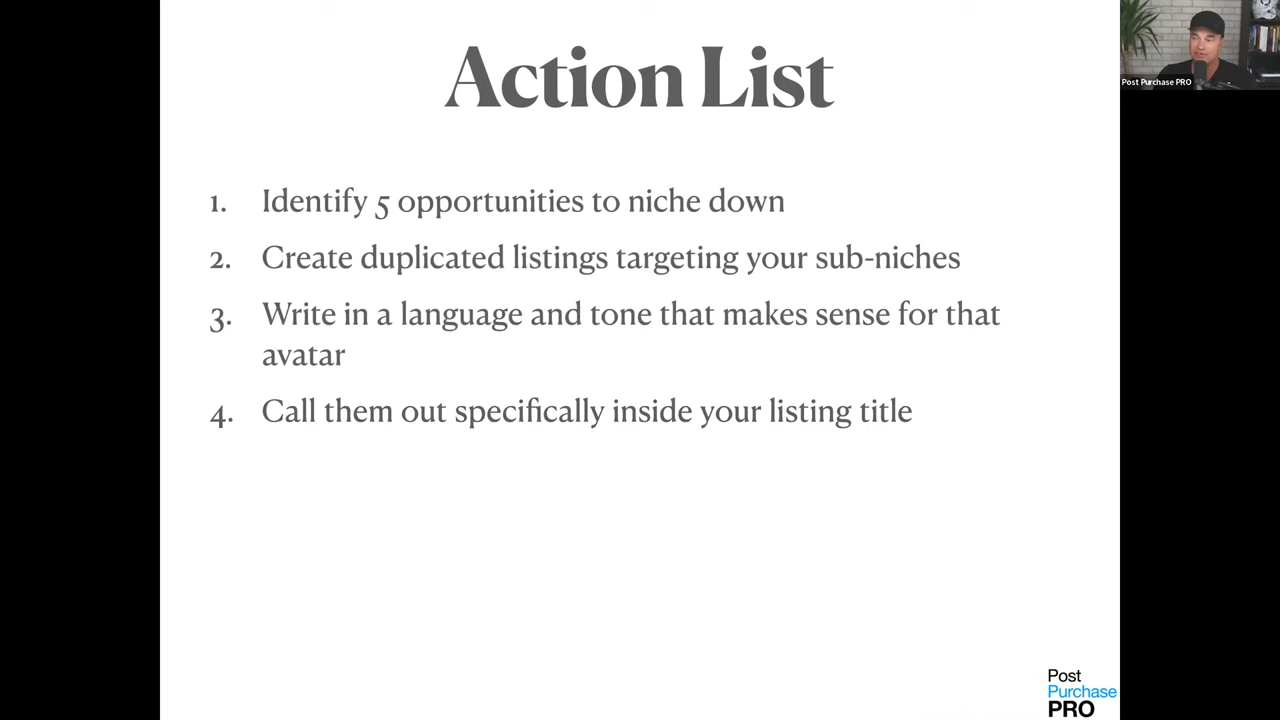 Action List
Post Purchase PRO
1. Identify 5 opportunities to niche down
2. Create duplicated listings targeting your sub-niches
3. Write in a language and tone that makes sense for that
avatar
4. Call them out specifically inside your listing title
Post
Purchase
PRO